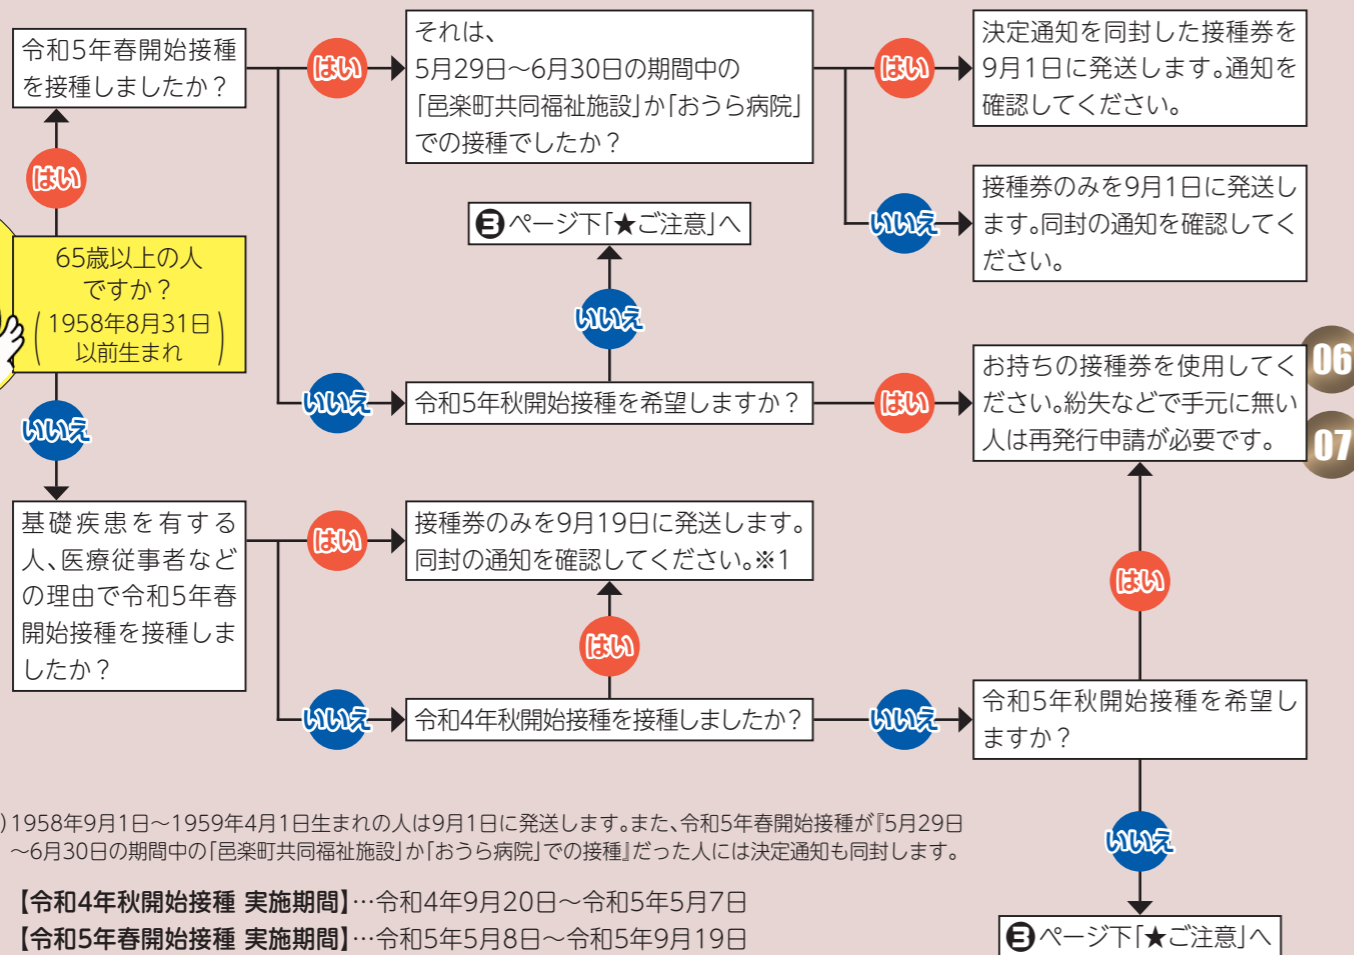 令和5年春開始接種
を接種しましたか？
はい
それは、
5月29日～6月30日の期間中の
「邑楽町共同福祉施設」か「おうら病院」
での接種でしたか？
はい
決定通知を同封した接種券を
9月1日に発送します。通知を
確認してください。
はい
いいえ
接種券のみを9月1日に発送し
ます。同封の通知を確認してく
ださい。
❸ページ下「★ご注意」へ
65歳以上の人
ですか？
(1958年8月31日
以前生まれ)
いいえ
いいえ
いいえ
令和5年秋開始接種を希望しますか？
はい
お持ちの接種券を使用してく
ださい。紛失などで手元に無い
人は再発行申請が必要です。
06
07
基礎疾患を有する
人、医療従事者など
の理由で令和5年春
開始接種を接種しま
したか？
はい
接種券のみを9月19日に発送します。
同封の通知を確認してください。※1
はい
はい
いいえ
令和4年秋開始接種を接種しましたか？
いいえ
令和5年秋開始接種を希望し
ますか？
いいえ
❸ページ下「★ご注意」へ
)1958年9月1日～1959年4月1日生まれの人は9月1日に発送します。また、令和5年春開始接種が『5月29日
～6月30日の期間中の「邑楽町共同福祉施設」か「おうら病院」での接種』だった人には決定通知も同封します。
【令和4年秋開始接種 実施期間】…令和4年9月20日～令和5年5月7日
【令和5年春開始接種 実施期間】…令和5年5月8日～令和5年9月19日